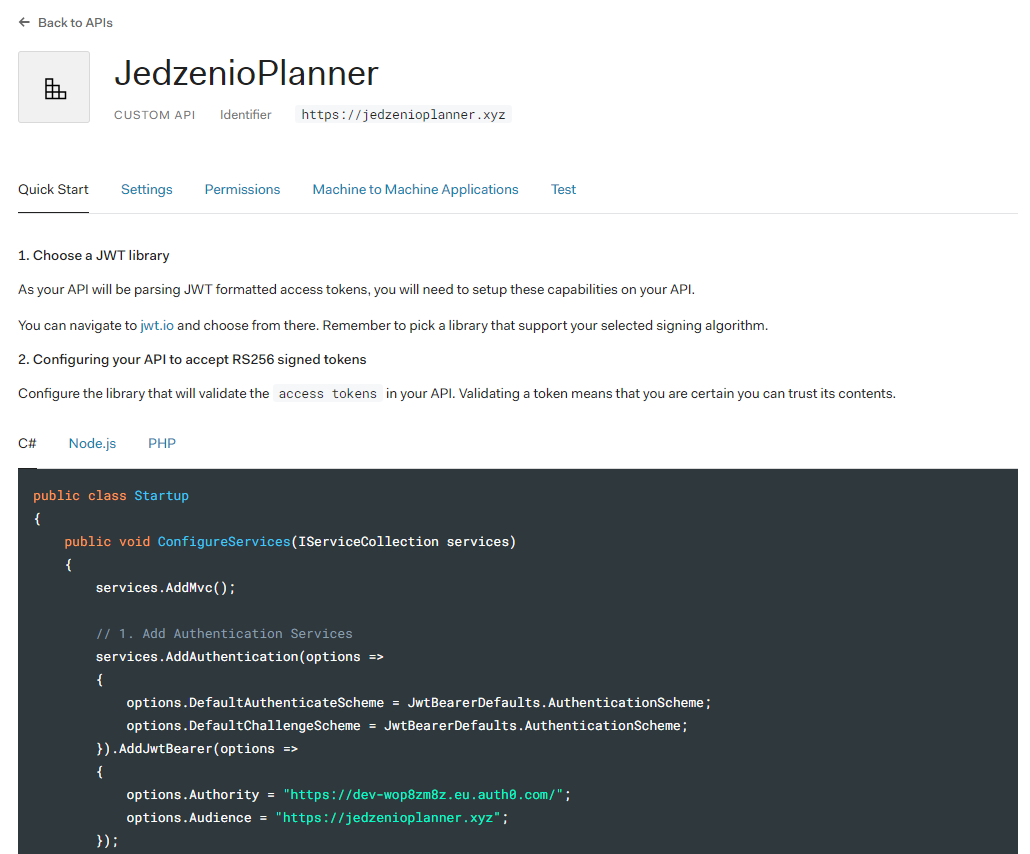 ← Back to APIs
JedzenioPlanner
CUSTOM API Identifier https://jedzenioplanner.xyz
Quick Start Settings Permissions Machine to Machine Applications Test
1. Choose a JWT library
As your API will be parsing JWT formatted access tokens, you will need to setup these capabilities on your API.
You can navigate to jwt.io and choose from there. Remember to pick a library that support your selected signing algorithm.
2. Configuring your API to accept RS256 signed tokens
Configure the library that will validate the access tokens in your API. Validating a token means that you are certain you can trust its contents.
C# Node.js PHP
public class Startup
{
    public void ConfigureServices(IServiceCollection services)
    {
        services.AddMvc();
        // 1. Add Authentication Services
        services.AddAuthentication(options =>
        {
            options.DefaultAuthenticateScheme = JwtBearerDefaults.AuthenticationScheme;
            options.DefaultChallengeScheme = JwtBearerDefaults.AuthenticationScheme;
        }).AddJwtBearer(options =>
        {
            options.Authority = "https://dev-wop8zm8z.eu.auth0.com/";
            options.Audience = "https://jedzenioplanner.xyz";
        });